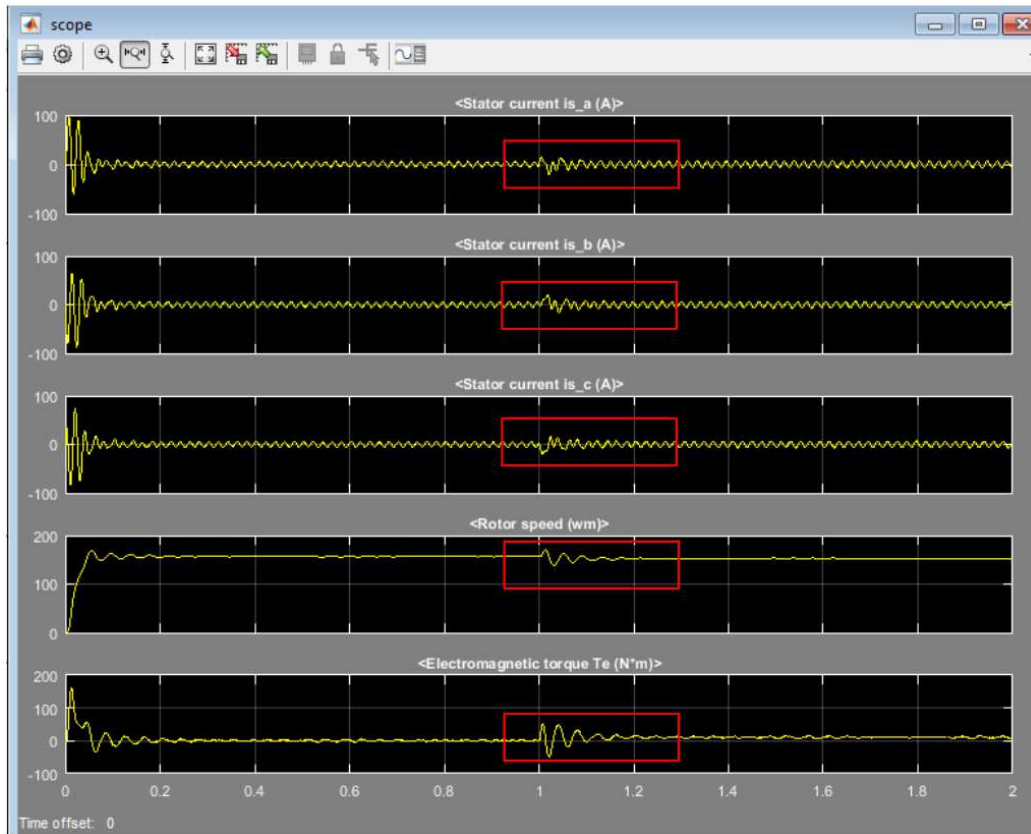 scope
<Stator current is_a (A)>
100
0
-100
<Stator current is_b (A)>
100
0
-100
<Stator current is_c (A)>
100
0
-100
<Rotor speed (wm)>
200
100
0
<Electromagnetic torque Te (N*m)>
200
100
0
-100
0 0.2 0.4 0.6 0.8 1 1.2 1.4 1.6 1.8 2
Time offset: 0